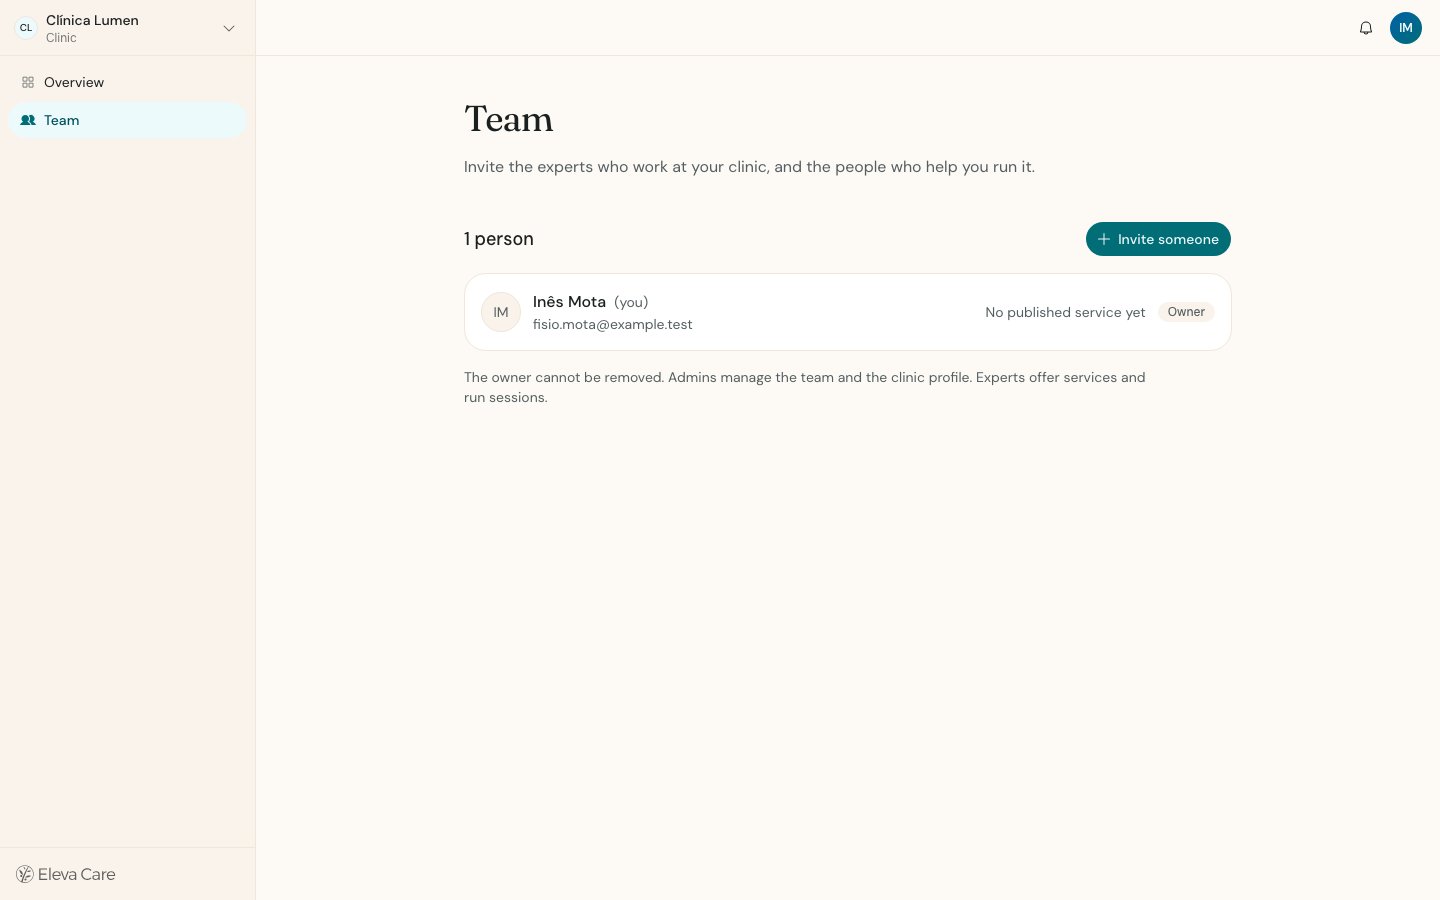 CL
Clínica Lumen
Clinic
IM
Overview
Team
Team
Invite the experts who work at your clinic, and the people who help you run it.
1 person
Invite someone
IM
Inês Mota (you)
fisio.mota@example.test
No published service yet
Owner
The owner cannot be removed. Admins manage the team and the clinic profile. Experts offer services and
run sessions.
Eleva Care